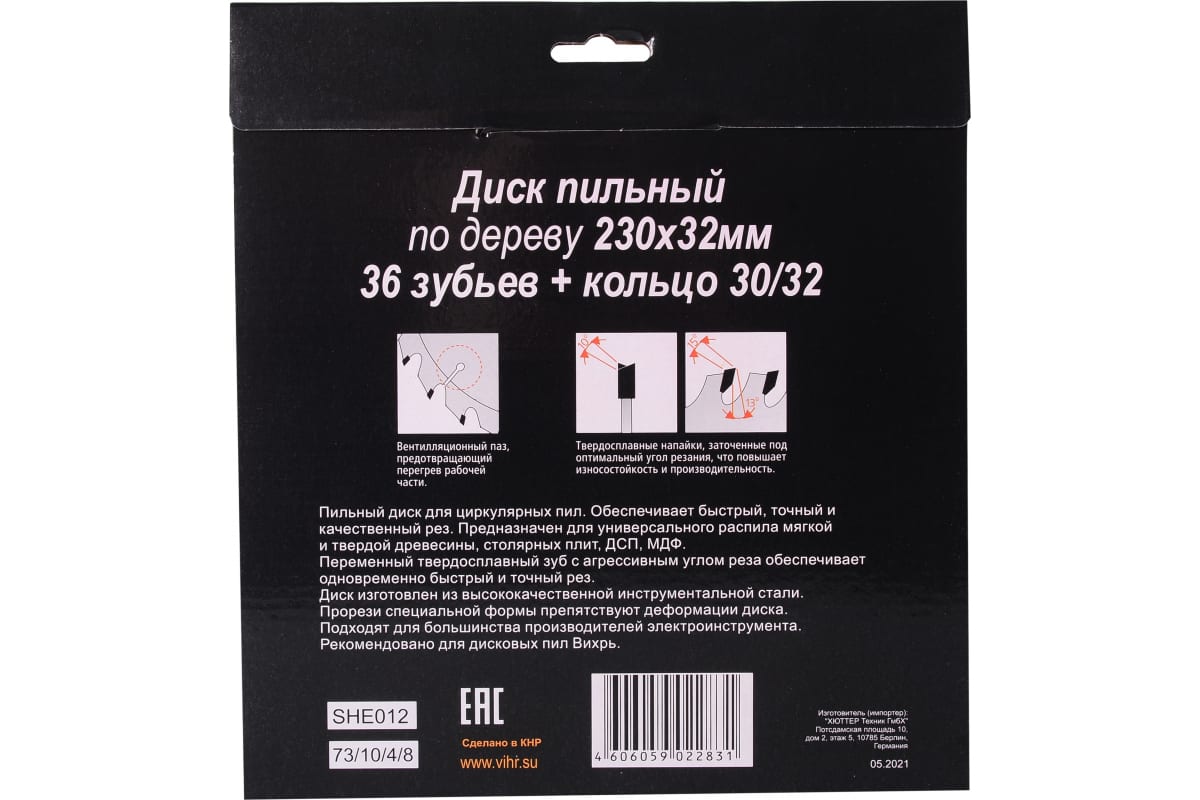 Диск пильный
по дереву 230х32мм
36 зубьев + кольцо 30/32
10°
15°
13°
Вентилляционный паз,
предотвращающий
перегрев рабочей
части.
Твердосплавные напайки, заточенные под
оптимальный угол резания, что повышает
износостойкость и производительность.
Пильный диск для циркулярных пил. Обеспечивает быстрый, точный и
качественный рез. Предназначен для универсального распила мягкой
и твердой древесины, столярных плит, ДСП, МДФ.
Переменный твердосплавный зуб с агрессивным углом реза обеспечивает
одновременно быстрый и точный рез.
Диск изготовлен из высококачественной инструментальной стали.
Прорези специальной формы препятствуют деформации диска.
Подходят для большинства производителей электроинструмента.
Рекомендовано для дисковых пил Вихрь.
SHE012
73/10/4/8
EAC
Сделано в КНР
www.vihr.su
4 606059 022831
Изготовитель (импортер):
"ХЮТТЕР Техник ГмбХ"
Потсдамская площадь 10,
дом 2, этаж 5, 10785 Берлин,
Германия
05.2021